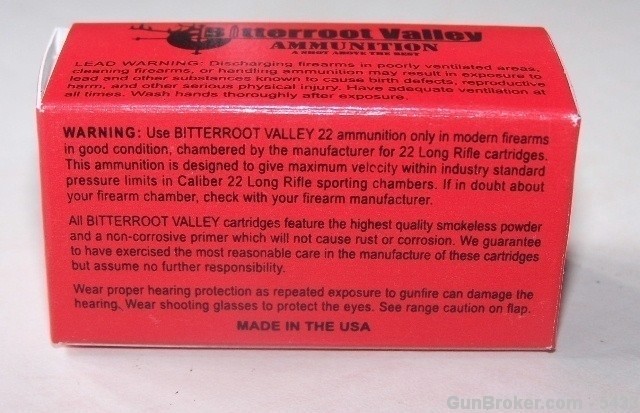 Bitterroot Valley
AMMUNITION
A SHOT ABOVE THE REST
LEAD WARNING: Discharging firearms in poorly ventilated areas,
cleaning firearms, or handling ammunition may result in exposure to
lead and other substances known to cause birth defects, reproductive
harm, and other serious physical injury. Have adequate ventilation at
all times. Wash hands thoroughly after exposure.
WARNING: Use BITTERROOT VALLEY 22 ammunition only in modern firearms
in good condition, chambered by the manufacturer for 22 Long Rifle cartridges.
This ammunition is designed to give maximum velocity within industry standard
pressure limits in Caliber 22 Long Rifle sporting chambers. If in doubt about
your firearm chamber, check with your firearm manufacturer.
All BITTERROOT VALLEY cartridges feature the highest quality smokeless powder
and a non-corrosive primer which will not cause rust or corrosion. We guarantee
to have exercised the most reasonable care in the manufacture of these cartridges
but assume no further responsibility.
Wear proper hearing protection as repeated exposure to gunfire can damage the
hearing. Wear shooting glasses to protect the eyes. See range caution on flap.
MADE IN THE USA
GunBroker.com